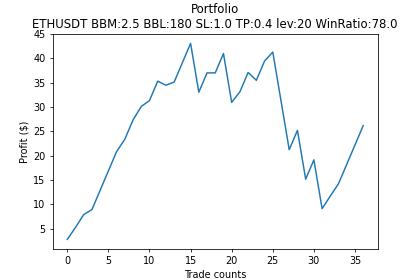 Portfolio
ETHUSDT BBM:2.5 BBL:180 SL:1.0 TP:0.4 lev:20 WinRatio:78.0
45
40
35
30
25
20
15
10
5
Profit ($)
0 5 10 15 20 25 30 35
Trade counts